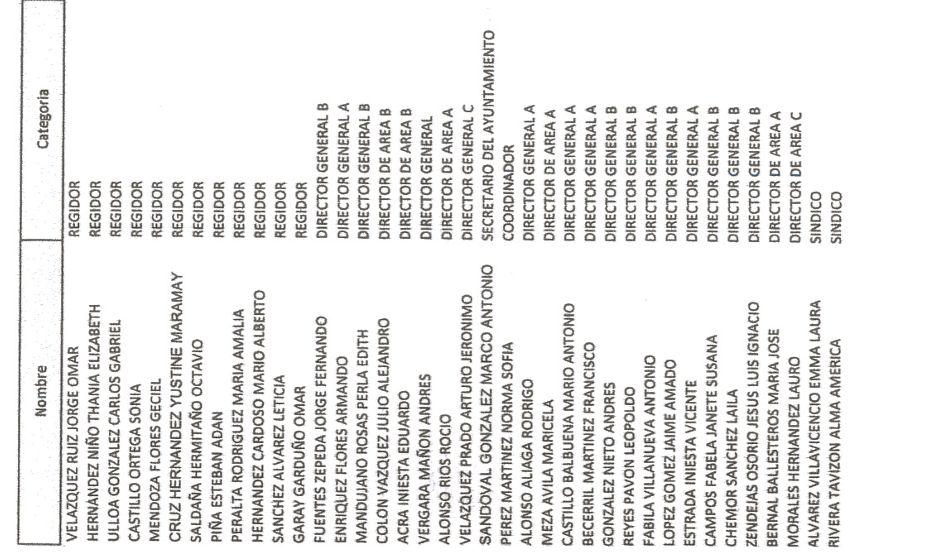 Nombre Categoria
VELAZQUEZ RUIZ JORGE OMAR REGIDOR
HERNANDEZ NIÑO THANIA ELIZABETH REGIDOR
ULLOA GONZALEZ CARLOS GABRIEL REGIDOR
CASTILLO ORTEGA SONIA REGIDOR
MENDOZA FLORES GECIEL REGIDOR
CRUZ HERNANDEZ YUSTINE MARAMAY REGIDOR
SALDAÑA HERMITAÑO OCTAVIO REGIDOR
PIÑA ESTEBAN ADAN REGIDOR
PERALTA RODRIGUEZ MARIA AMALIA REGIDOR
HERNANDEZ CARDOSO MARIO ALBERTO REGIDOR
SANCHEZ ALVAREZ LETICIA REGIDOR
GARAY GARDUÑO OMAR REGIDOR
FUENTES ZEPEDA JORGE FERNANDO DIRECTOR GENERAL B
ENRIQUEZ FLORES ARMANDO DIRECTOR GENERAL A
MANDUJANO ROSAS PERLA EDITH DIRECTOR GENERAL B
COLON VAZQUEZ JULIO ALEJANDRO DIRECTOR DE AREA B
ACRA INIESTA EDUARDO DIRECTOR DE AREA B
VERGARA MAÑON ANDRES DIRECTOR GENERAL
ALONSO RIOS ROCIO DIRECTOR DE AREA A
VELAZQUEZ PRADO ARTURO JERONIMO DIRECTOR GENERAL C
SANDOVAL GONZALEZ MARCO ANTONIO SECRETARIO DEL AYUNTAMIENTO
PEREZ MARTINEZ NORMA SOFIA COORDINADOR
ALONSO ALIAGA RODRIGO DIRECTOR GENERAL A
MEZA AVILA MARICELA DIRECTOR DE AREA A
CASTILLO BALBUENA MARIO ANTONIO DIRECTOR GENERAL A
BECERRIL MARTINEZ FRANCISCO DIRECTOR GENERAL A
GONZALEZ NIETO ANDRES DIRECTOR GENERAL B
REYES PAVON LEOPOLDO DIRECTOR GENERAL B
FABILA VILLANUEVA ANTONIO DIRECTOR GENERAL A
LOPEZ GOMEZ JAIME AMADO DIRECTOR GENERAL B
ESTRADA INIESTA VICENTE DIRECTOR GENERAL A
CAMPOS FABELA JANETE SUSANA DIRECTOR GENERAL B
CHEMOR SANCHEZ LAILA DIRECTOR GENERAL B
ZENDEJAS OSORIO JESUS LUIS IGNACIO DIRECTOR GENERAL B
BERNAL BALLESTEROS MARIA JOSE DIRECTOR DE AREA A
MORALES HERNANDEZ LAURO DIRECTOR DE AREA C
ALVAREZ VILLAVICENCIO EMMA LAURA SINDICO
RIVERA TAVIZON ALMA AMERICA SINDICO